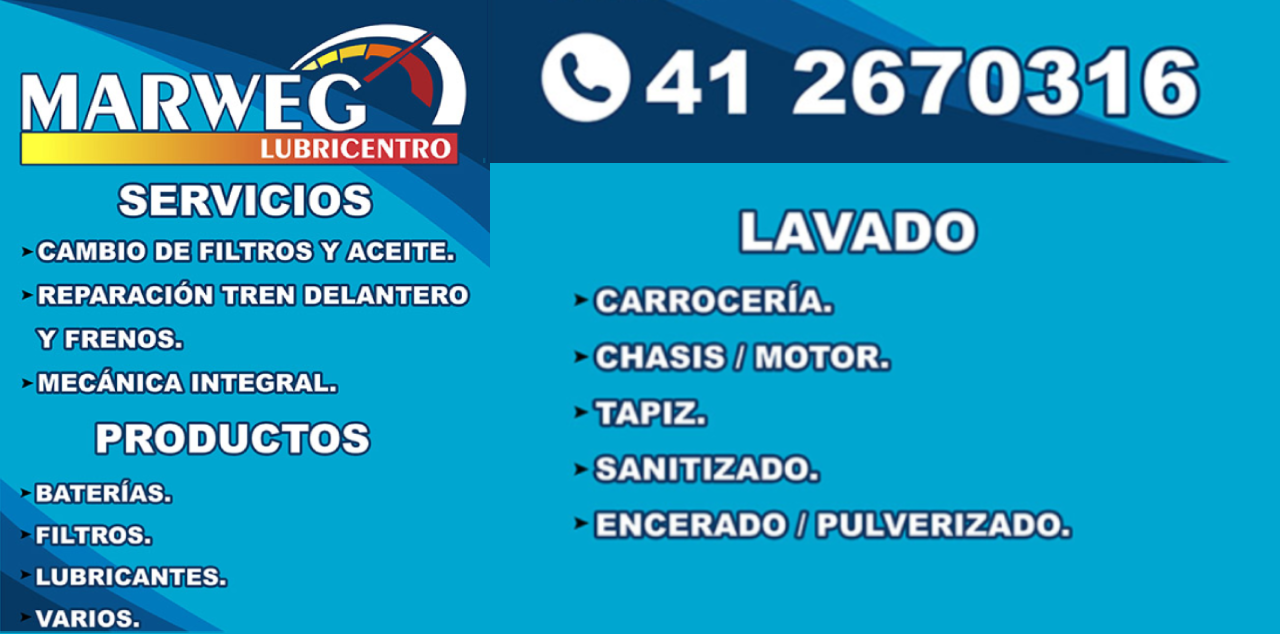 MARWEG
LUBRICENTRO
41 2670316
SERVICIOS
CAMBIO DE FILTROS Y ACEITE.
REPARACIÓN TREN DELANTERO
Y FRENOS.
MECÁNICA INTEGRAL.
PRODUCTOS
BATERÍAS.
FILTROS.
LUBRICANTES.
VARIOS.
LAVADO
CARROCERÍA.
CHASIS / MOTOR.
TAPIZ.
SANITIZADO.
ENCERADO / PULVERIZADO.